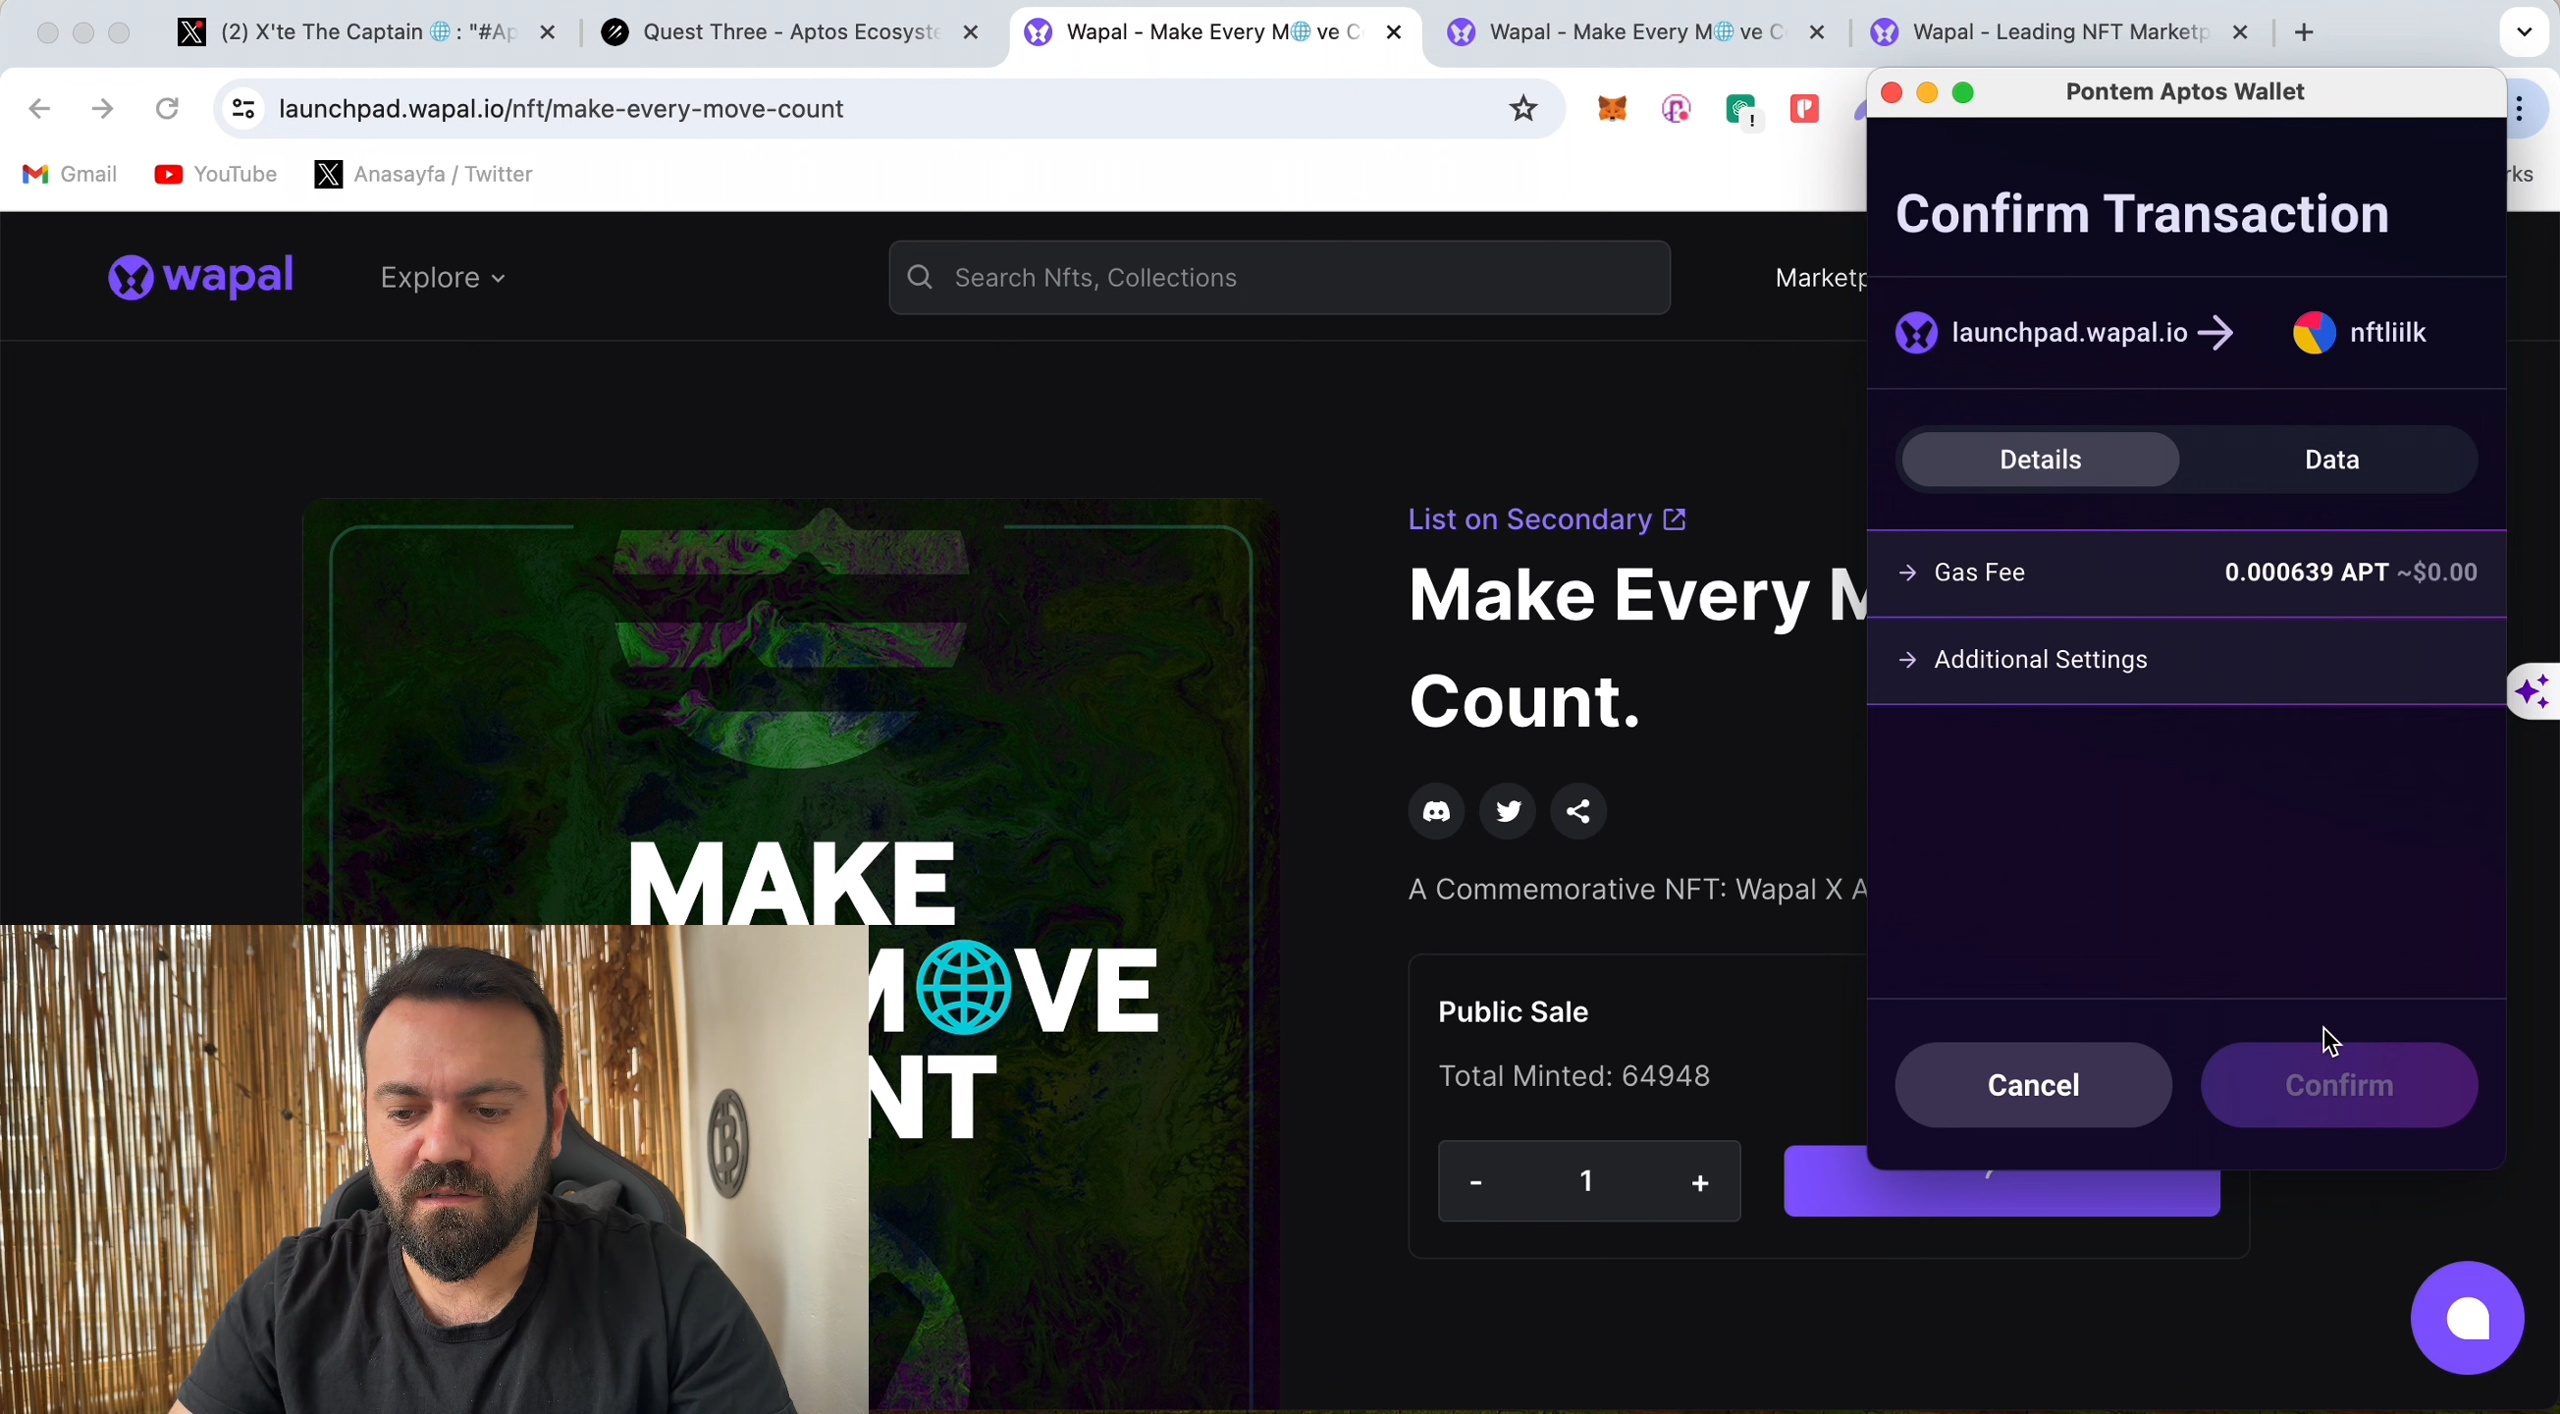 (2) X'te The Captain 🌐 : "#Ap
Quest Three - Aptos Ecosyste
Wapal - Make Every M🌐 ve C
Wapal - Make Every M🌐 ve C
Wapal - Leading NFT Marketp
launchpad.wapal.io/nft/make-every-move-count
Gmail
YouTube
Anasayfa / Twitter
rks
wapal
Explore
Search Nfts, Collections
Marketp
List on Secondary
Make Every M
Count.
A Commemorative NFT: Wapal X A
Public Sale
Total Minted: 64948
- 1 +
MAKE
M🌐VE
NT
Pontem Aptos Wallet
Confirm Transaction
launchpad.wapal.io → nftliilk
Details
Data
→ Gas Fee 0.000639 APT ~$0.00
→ Additional Settings
Cancel
Confirm